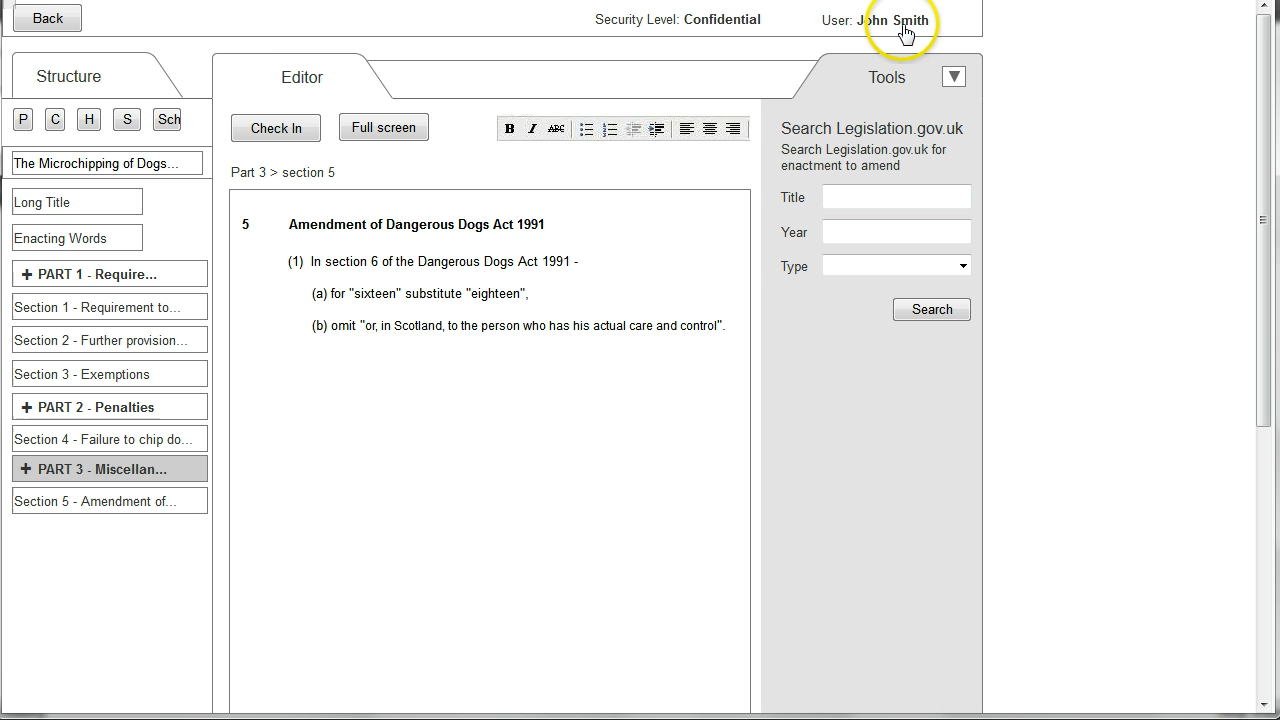 Back
Security Level: Confidential
User: John Smith
Structure
Editor
Tools
P C H S Sch
Check In
Full screen
B I ABC
The Microchipping of Dogs...
Long Title
Enacting Words
PART 1 - Require...
Section 1 - Requirement to...
Section 2 - Further provision...
Section 3 - Exemptions
PART 2 - Penalties
Section 4 - Failure to chip do...
PART 3 - Miscellan...
Section 5 - Amendment of...
Part 3 > section 5
5 Amendment of Dangerous Dogs Act 1991
(1) In section 6 of the Dangerous Dogs Act 1991 -
(a) for "sixteen" substitute "eighteen",
(b) omit "or, in Scotland, to the person who has his actual care and control".
Search Legislation.gov.uk
Search Legislation.gov.uk for
enactment to amend
Title
Year
Type
Search